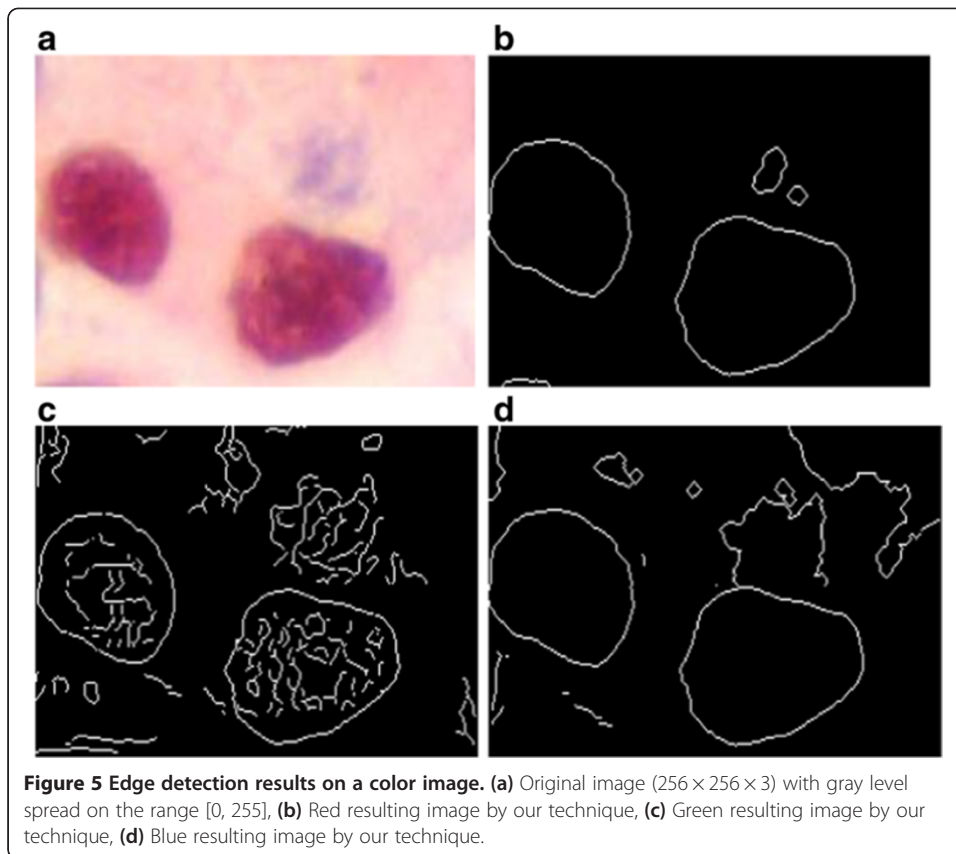 a
b
c
d
Figure 5 Edge detection results on a color image. (a) Original image (256 × 256 × 3) with gray level
spread on the range [0, 255], (b) Red resulting image by our technique, (c) Green resulting image by our
technique, (d) Blue resulting image by our technique.